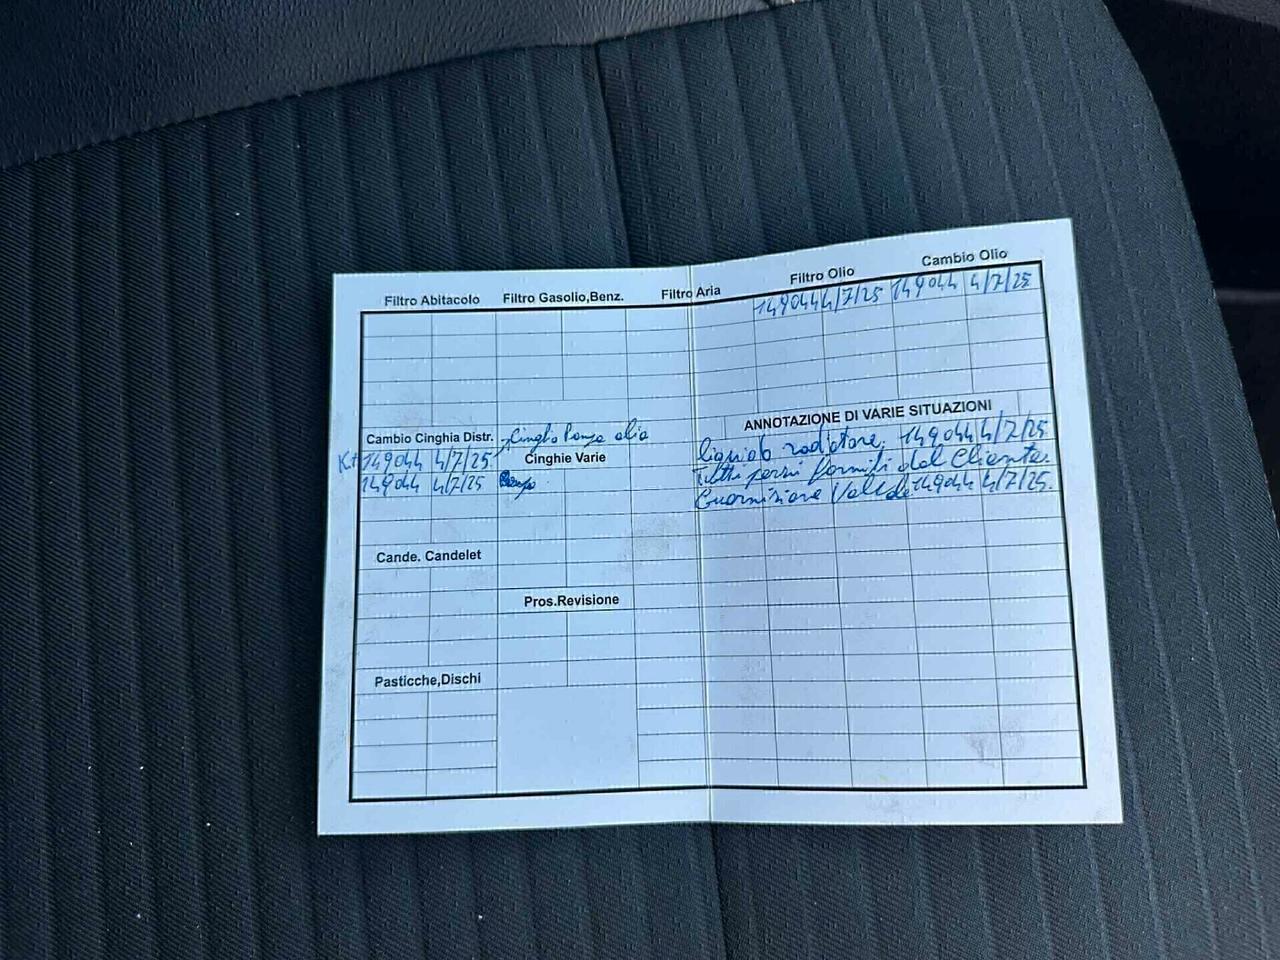 Filtro Abitacolo Filtro Gasolio,Benz. Filtro Aria Filtro Olio Cambio Olio
149044 4/7/25 149044 4/7/25
Cambio Cinghia Distr. Cinghia Pompa olio
Kit 149044 4/7/25
149044 4/7/25
Cinghie Varie
Cande. Candelet
Pros.Revisione
Pasticche,Dischi
ANNOTAZIONE DI VARIE SITUAZIONI
liquido radiatore 149044 4/7/25
Tutti pezzi forniti dal Cliente.
Guarnizione 149044 4/7/25.